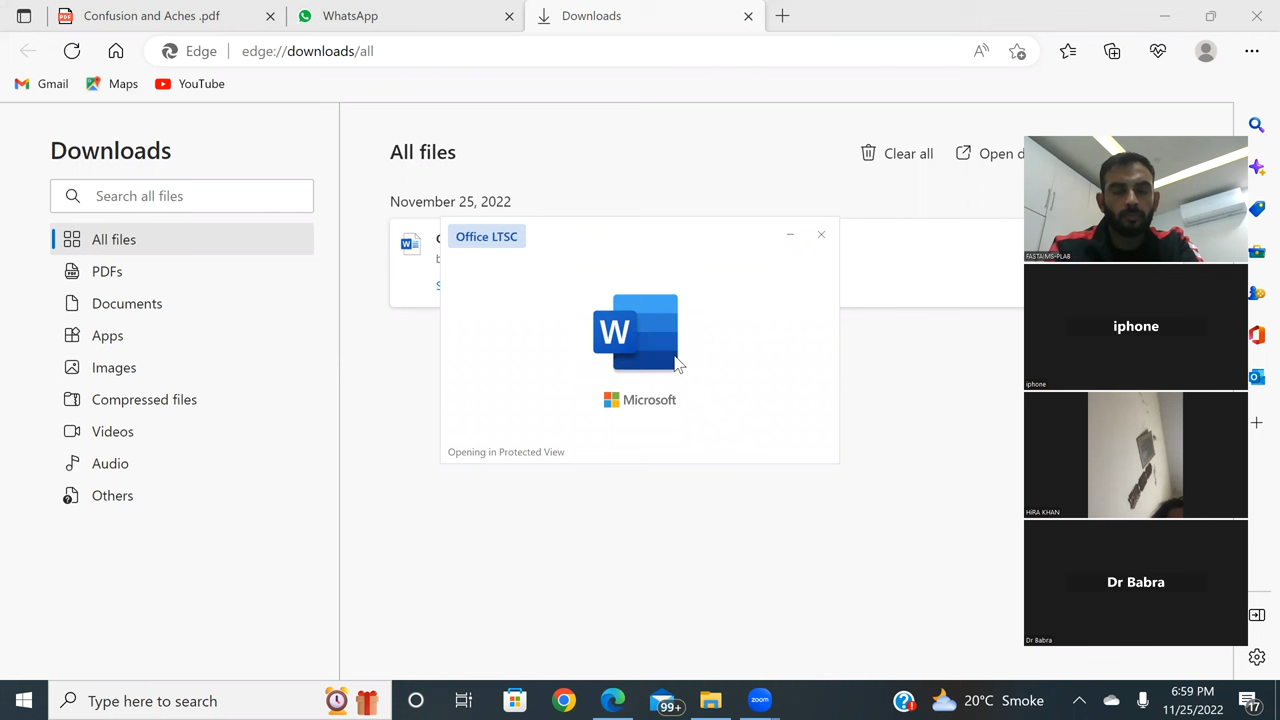 Confusion and Aches .pdf
WhatsApp
Downloads
Edge
edge://downloads/all
Gmail
Maps
YouTube
Downloads
Search all files
All files
PDFs
Documents
Apps
Images
Compressed files
Videos
Audio
Others
All files
Clear all
Open d
November 25, 2022
Office LTSC
W
Microsoft
Opening in Protected View
FASTAIMS-PLAB
iphone
iphone
HIRA KHAN
Dr Babra
Dr Babra
Type here to search
99+
zoom
20°C Smoke
6:59 PM
11/25/2022
17